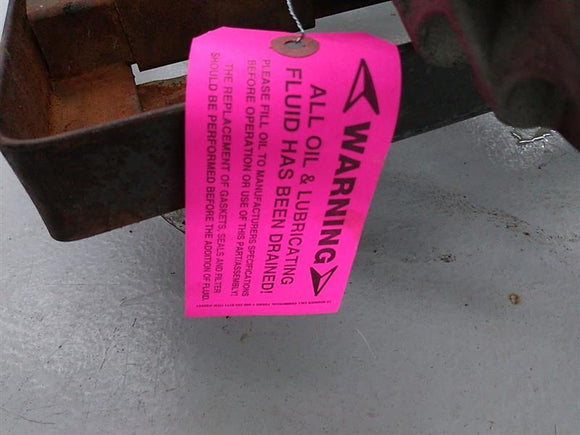 WARNING
ALL OIL & LUBRICATING
FLUID HAS BEEN DRAINED!
PLEASE FILL OIL TO MANUFACTURERS SPECIFICATIONS
BEFORE OPERATION OR USE OF THIS PART/ASSEMBLY!
THE REPLACEMENT OF GASKETS, SEALS AND FILTER
SHOULD BE PERFORMED BEFORE THE ADDITION OF FLUID.